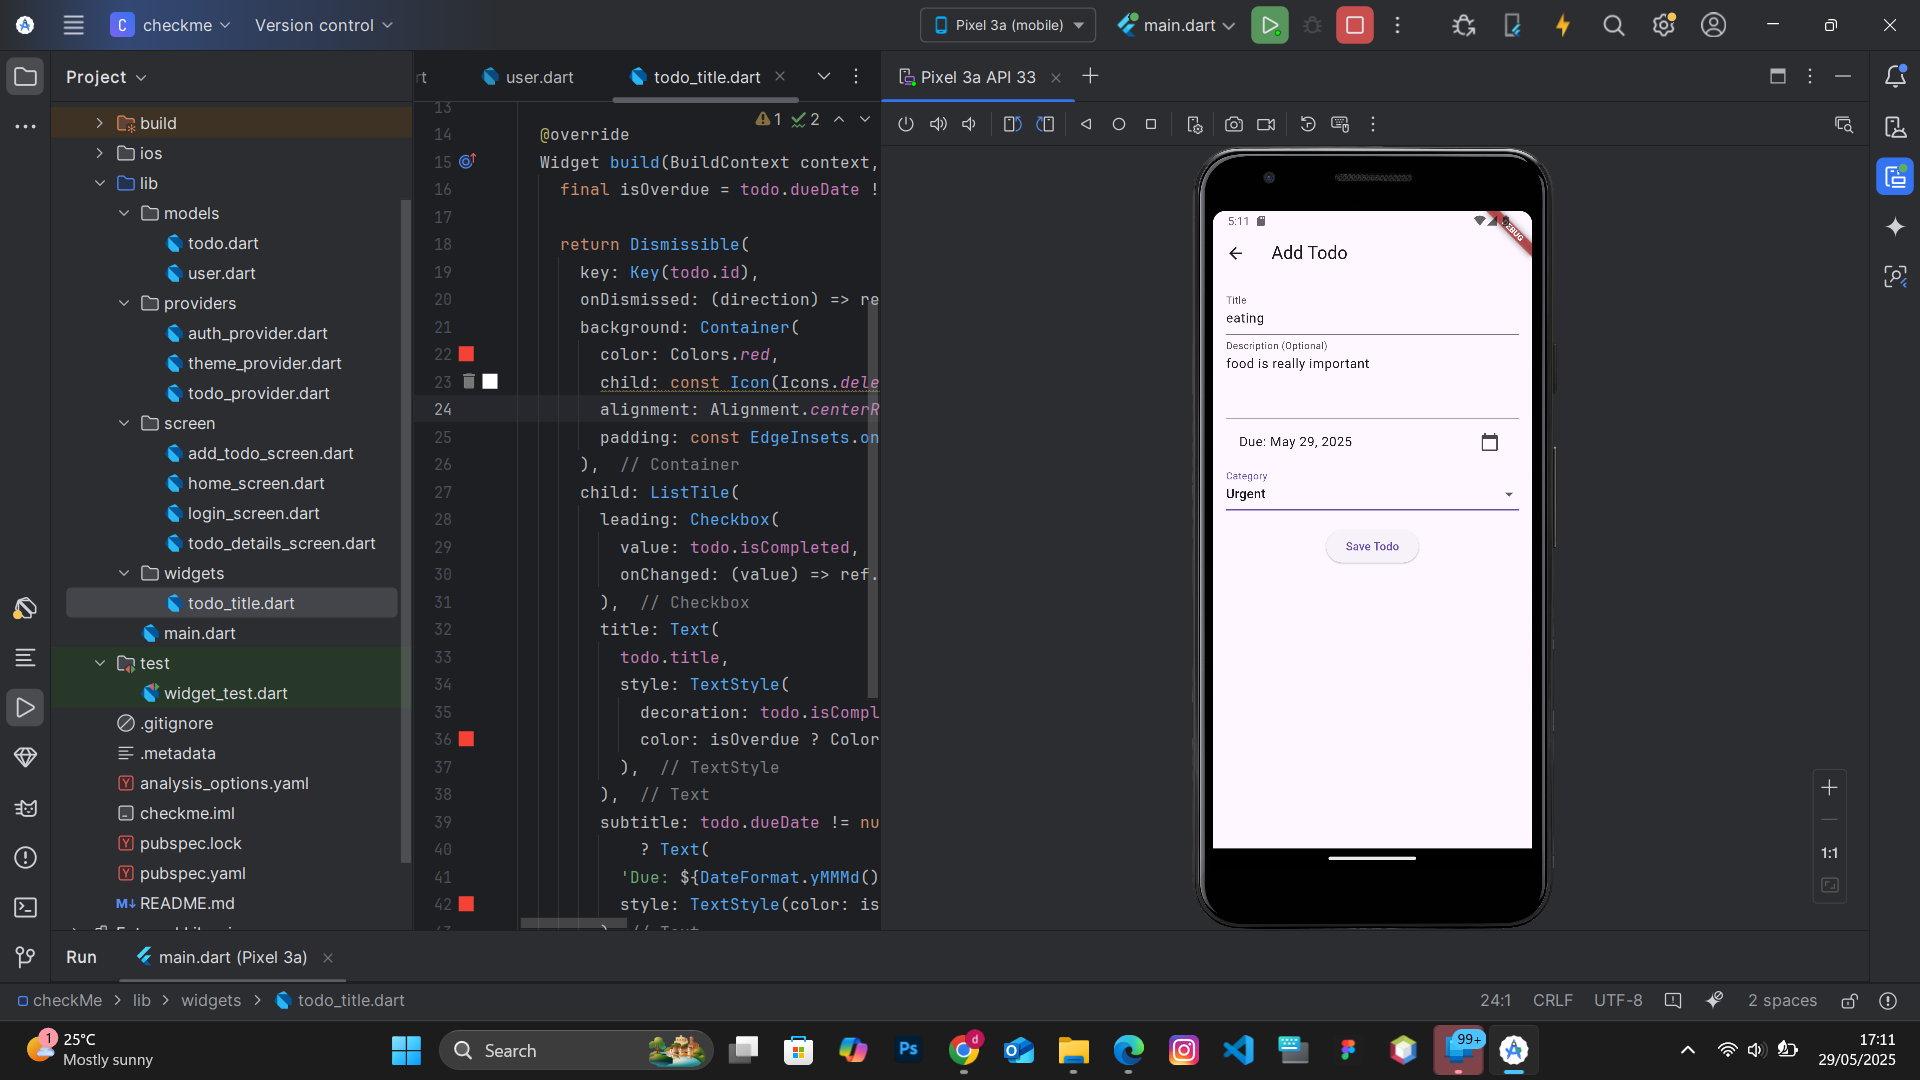 C checkme Version control Pixel 3a (mobile) main.dart
Project
build
ios
lib
models
todo.dart
user.dart
providers
auth_provider.dart
theme_provider.dart
todo_provider.dart
screen
add_todo_screen.dart
home_screen.dart
login_screen.dart
todo_details_screen.dart
widgets
todo_title.dart
main.dart
test
widget_test.dart
.gitignore
.metadata
analysis_options.yaml
checkme.iml
pubspec.lock
pubspec.yaml
README.md
rt user.dart todo_title.dart
1 2
13
14 @override
15 Widget build(BuildContext context,
16 final isOverdue = todo.dueDate !
17
18 return Dismissible(
19 key: Key(todo.id),
20 onDismissed: (direction) => re
21 background: Container(
22 color: Colors.red,
23 child: const Icon(Icons.dele
24 alignment: Alignment.centerR
25 padding: const EdgeInsets.on
26 ), // Container
27 child: ListTile(
28 leading: Checkbox(
29 value: todo.isCompleted,
30 onChanged: (value) => ref.
31 ), // Checkbox
32 title: Text(
33 todo.title,
34 style: TextStyle(
35 decoration: todo.isCompl
36 color: isOverdue ? Color
37 ), // TextStyle
38 ), // Text
39 subtitle: todo.dueDate != nu
40 ? Text(
41 'Due: ${DateFormat.yMMMd()
42 style: TextStyle(color: is
Pixel 3a API 33
5:11
Add Todo
Title
eating
Description (Optional)
food is really important
Due: May 29, 2025
Category
Urgent
Save Todo
1:1
Run main.dart (Pixel 3a)
checkMe > lib > widgets > todo_title.dart
24:1 CRLF UTF-8 2 spaces
1
25°C
Mostly sunny
Search
Ps
d
99+
17:11
29/05/2025